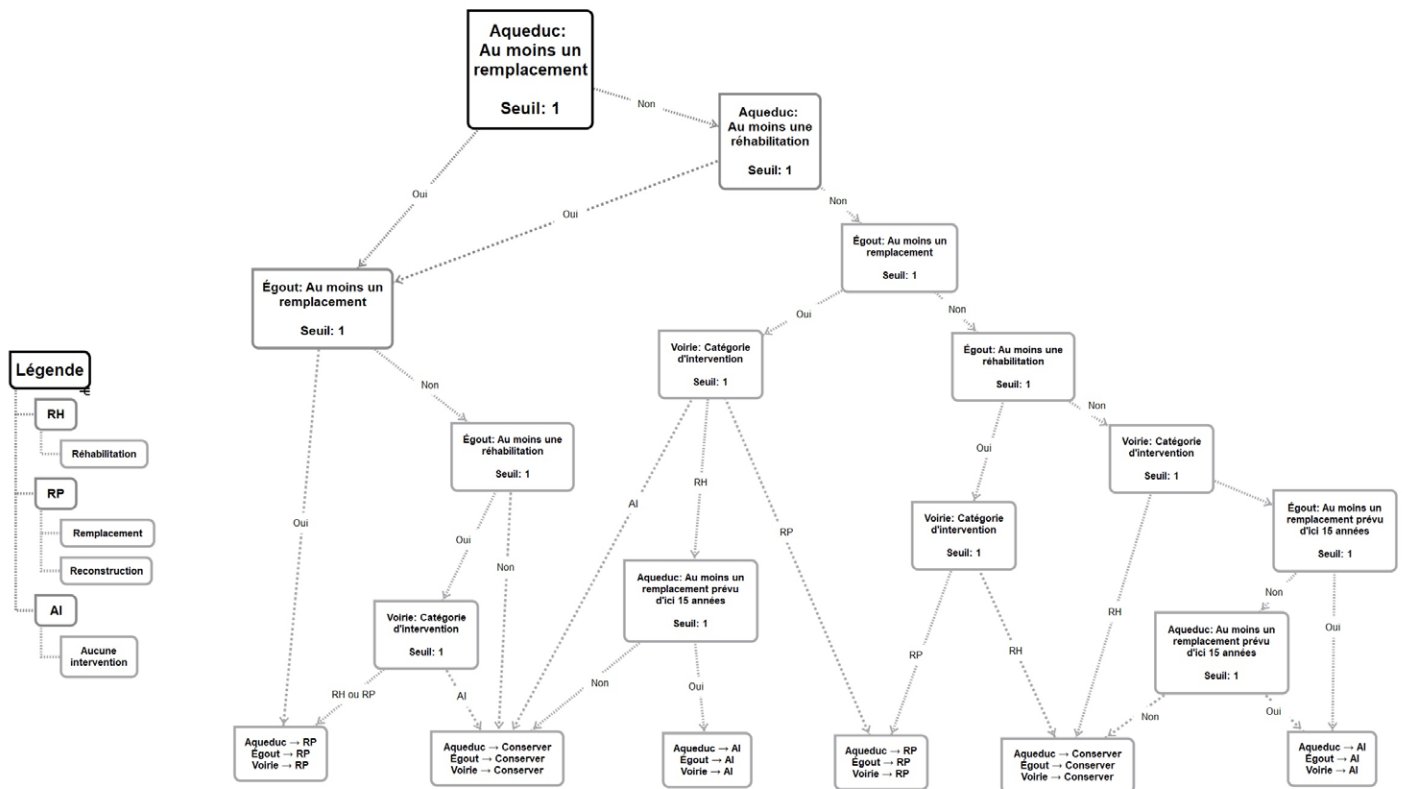 Aqueduc:
Au moins un
remplacement
Seuil: 1
Non
Aqueduc:
Au moins une
réhabilitation
Seuil: 1
Oui
Oui
Non
Égout: Au moins un
remplacement
Seuil: 1
Égout: Au moins un
remplacement
Seuil: 1
Oui
Non
Voirie: Catégorie
d'intervention
Seuil: 1
Égout: Au moins une
réhabilitation
Seuil: 1
Légende
RH
Réhabilitation
RP
Remplacement
Reconstruction
AI
Aucune
intervention
Non
Non
Égout: Au moins une
réhabilitation
Seuil: 1
Voirie: Catégorie
d'intervention
Seuil: 1
Oui
AI
RH
RP
Oui
Oui
Non
Voirie: Catégorie
d'intervention
Seuil: 1
Égout: Au moins un
remplacement prévu
d'ici 15 années
Seuil: 1
Aqueduc: Au moins un
remplacement prévu
d'ici 15 années
Seuil: 1
Non
RH
Oui
Voirie: Catégorie
d'intervention
Seuil: 1
Aqueduc: Au moins un
remplacement prévu
d'ici 15 années
Seuil: 1
RP
RH
RH ou RP
AI
Non
Oui
Non
Oui
Aqueduc → RP
Égout → RP
Voirie → RP
Aqueduc → Conserver
Égout → Conserver
Voirie → Conserver
Aqueduc → AI
Égout → AI
Voirie → AI
Aqueduc → RP
Égout → RP
Voirie → RP
Aqueduc → Conserver
Égout → Conserver
Voirie → Conserver
Aqueduc → AI
Égout → AI
Voirie → AI